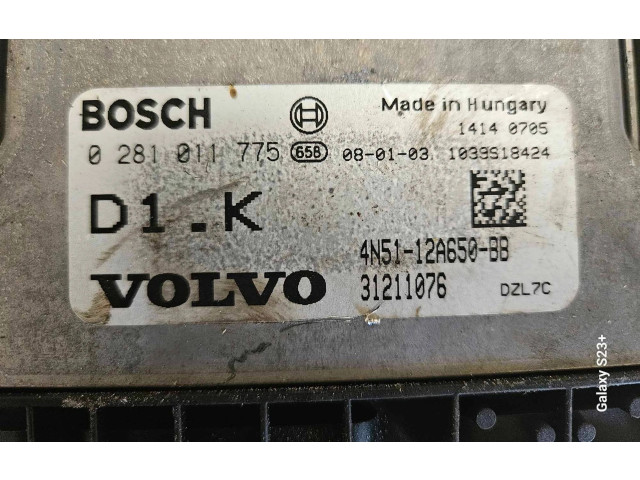 BOSCH Made in Hungary
1414 0705
0 281 011 775 658 08-01-03 1039S18424
D1.K
4N51-12A650-BB
VOLVO 31211076 DZL7C
Galaxy S23+